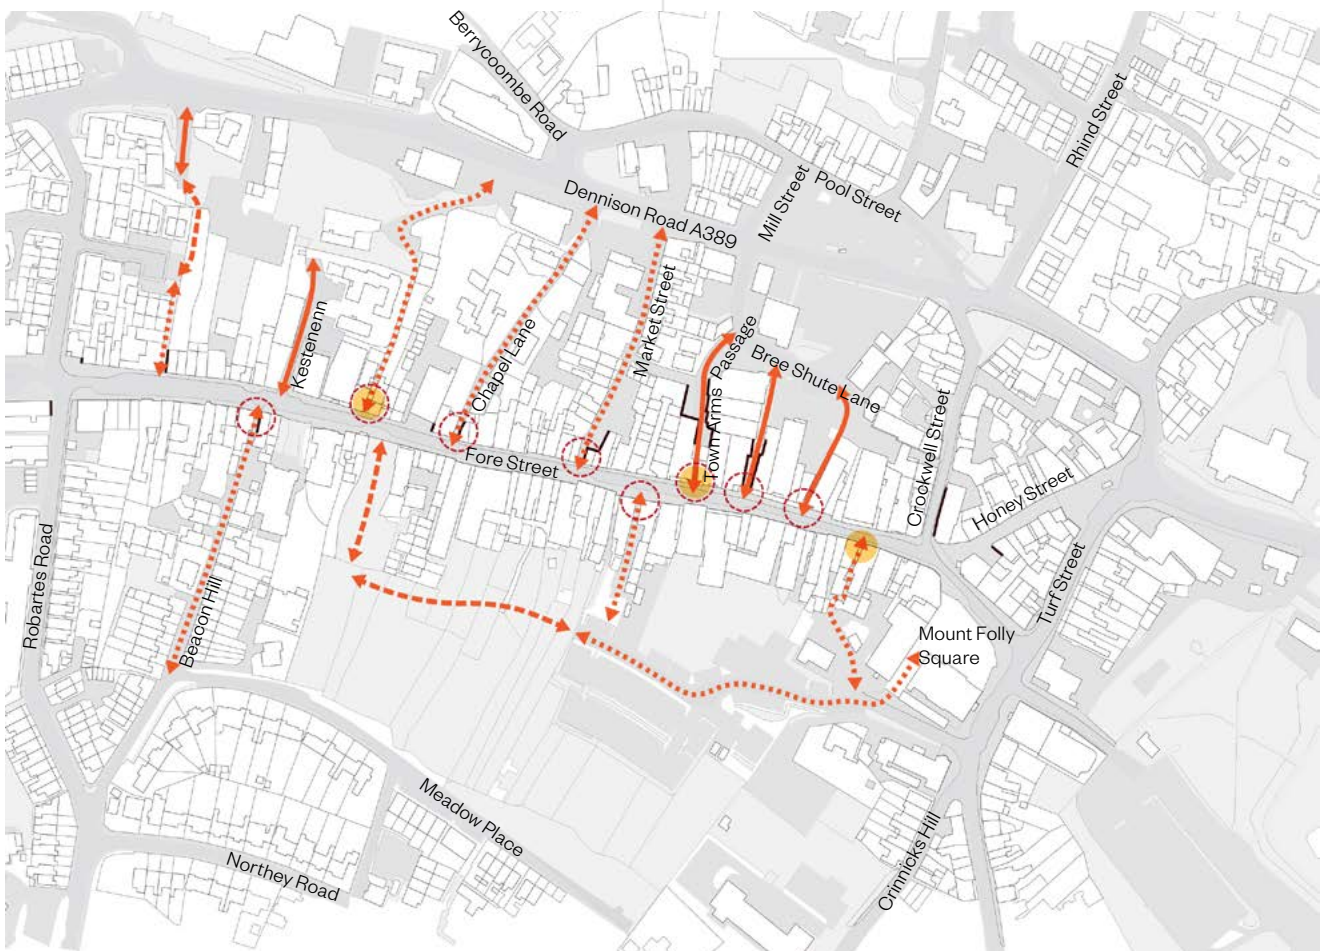 Berrycoombe Road
Rhind Street
Dennison Road A389
Mill Street
Pool Street
Kestenenn
Chapel Lane
Market Street
Town Arms Passage
Bree Shute Lane
Fore Street
Crockwell Street
Honey Street
Robartes Road
Beacon Hill
Turf Street
Mount Folly
Square
Meadow Place
Northey Road
Crinnicks Hill